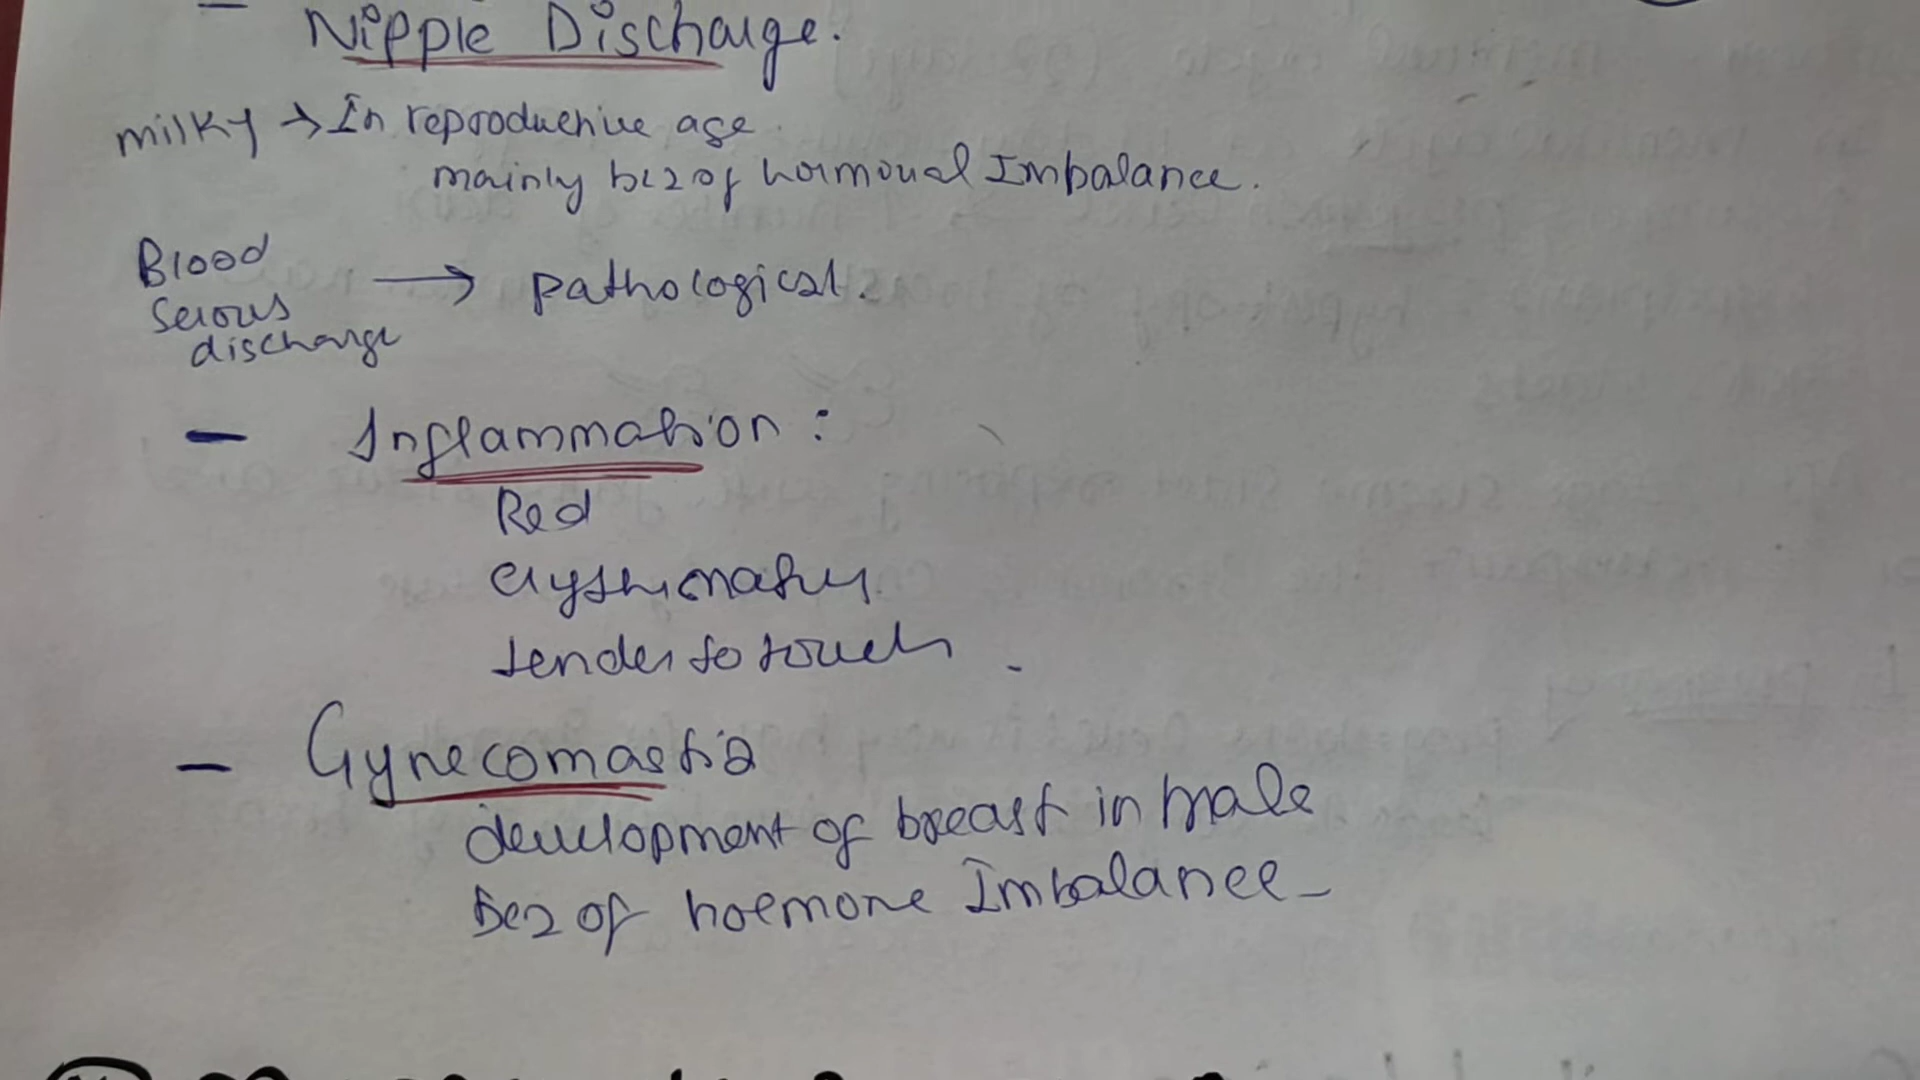 - Nipple Discharge.
milky → In reproductive age
mainly bcz of hormonal Imbalance.
Blood
Serous
discharge → pathological.
- Inflammation :
Red
erythematus
tender to touch.
- Gynecomastia
development of breast in male
bcz of hormone Imbalance-